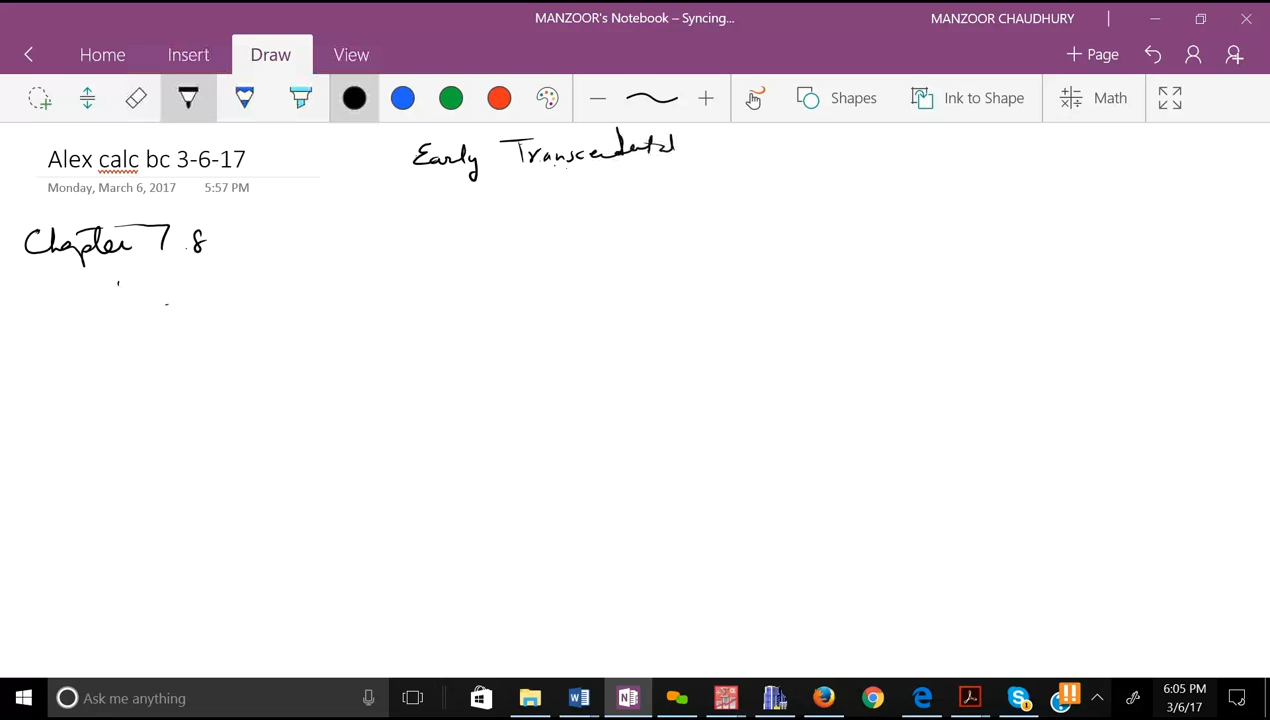 MANZOOR's Notebook – Syncing...
MANZOOR CHAUDHURY
Home Insert Draw View
Page
Shapes
Ink to Shape
Math
Alex calc bc 3-6-17
Early Transcendental
Monday, March 6, 2017 5:57 PM
Chapter 7.8
Ask me anything
6:05 PM
3/6/17